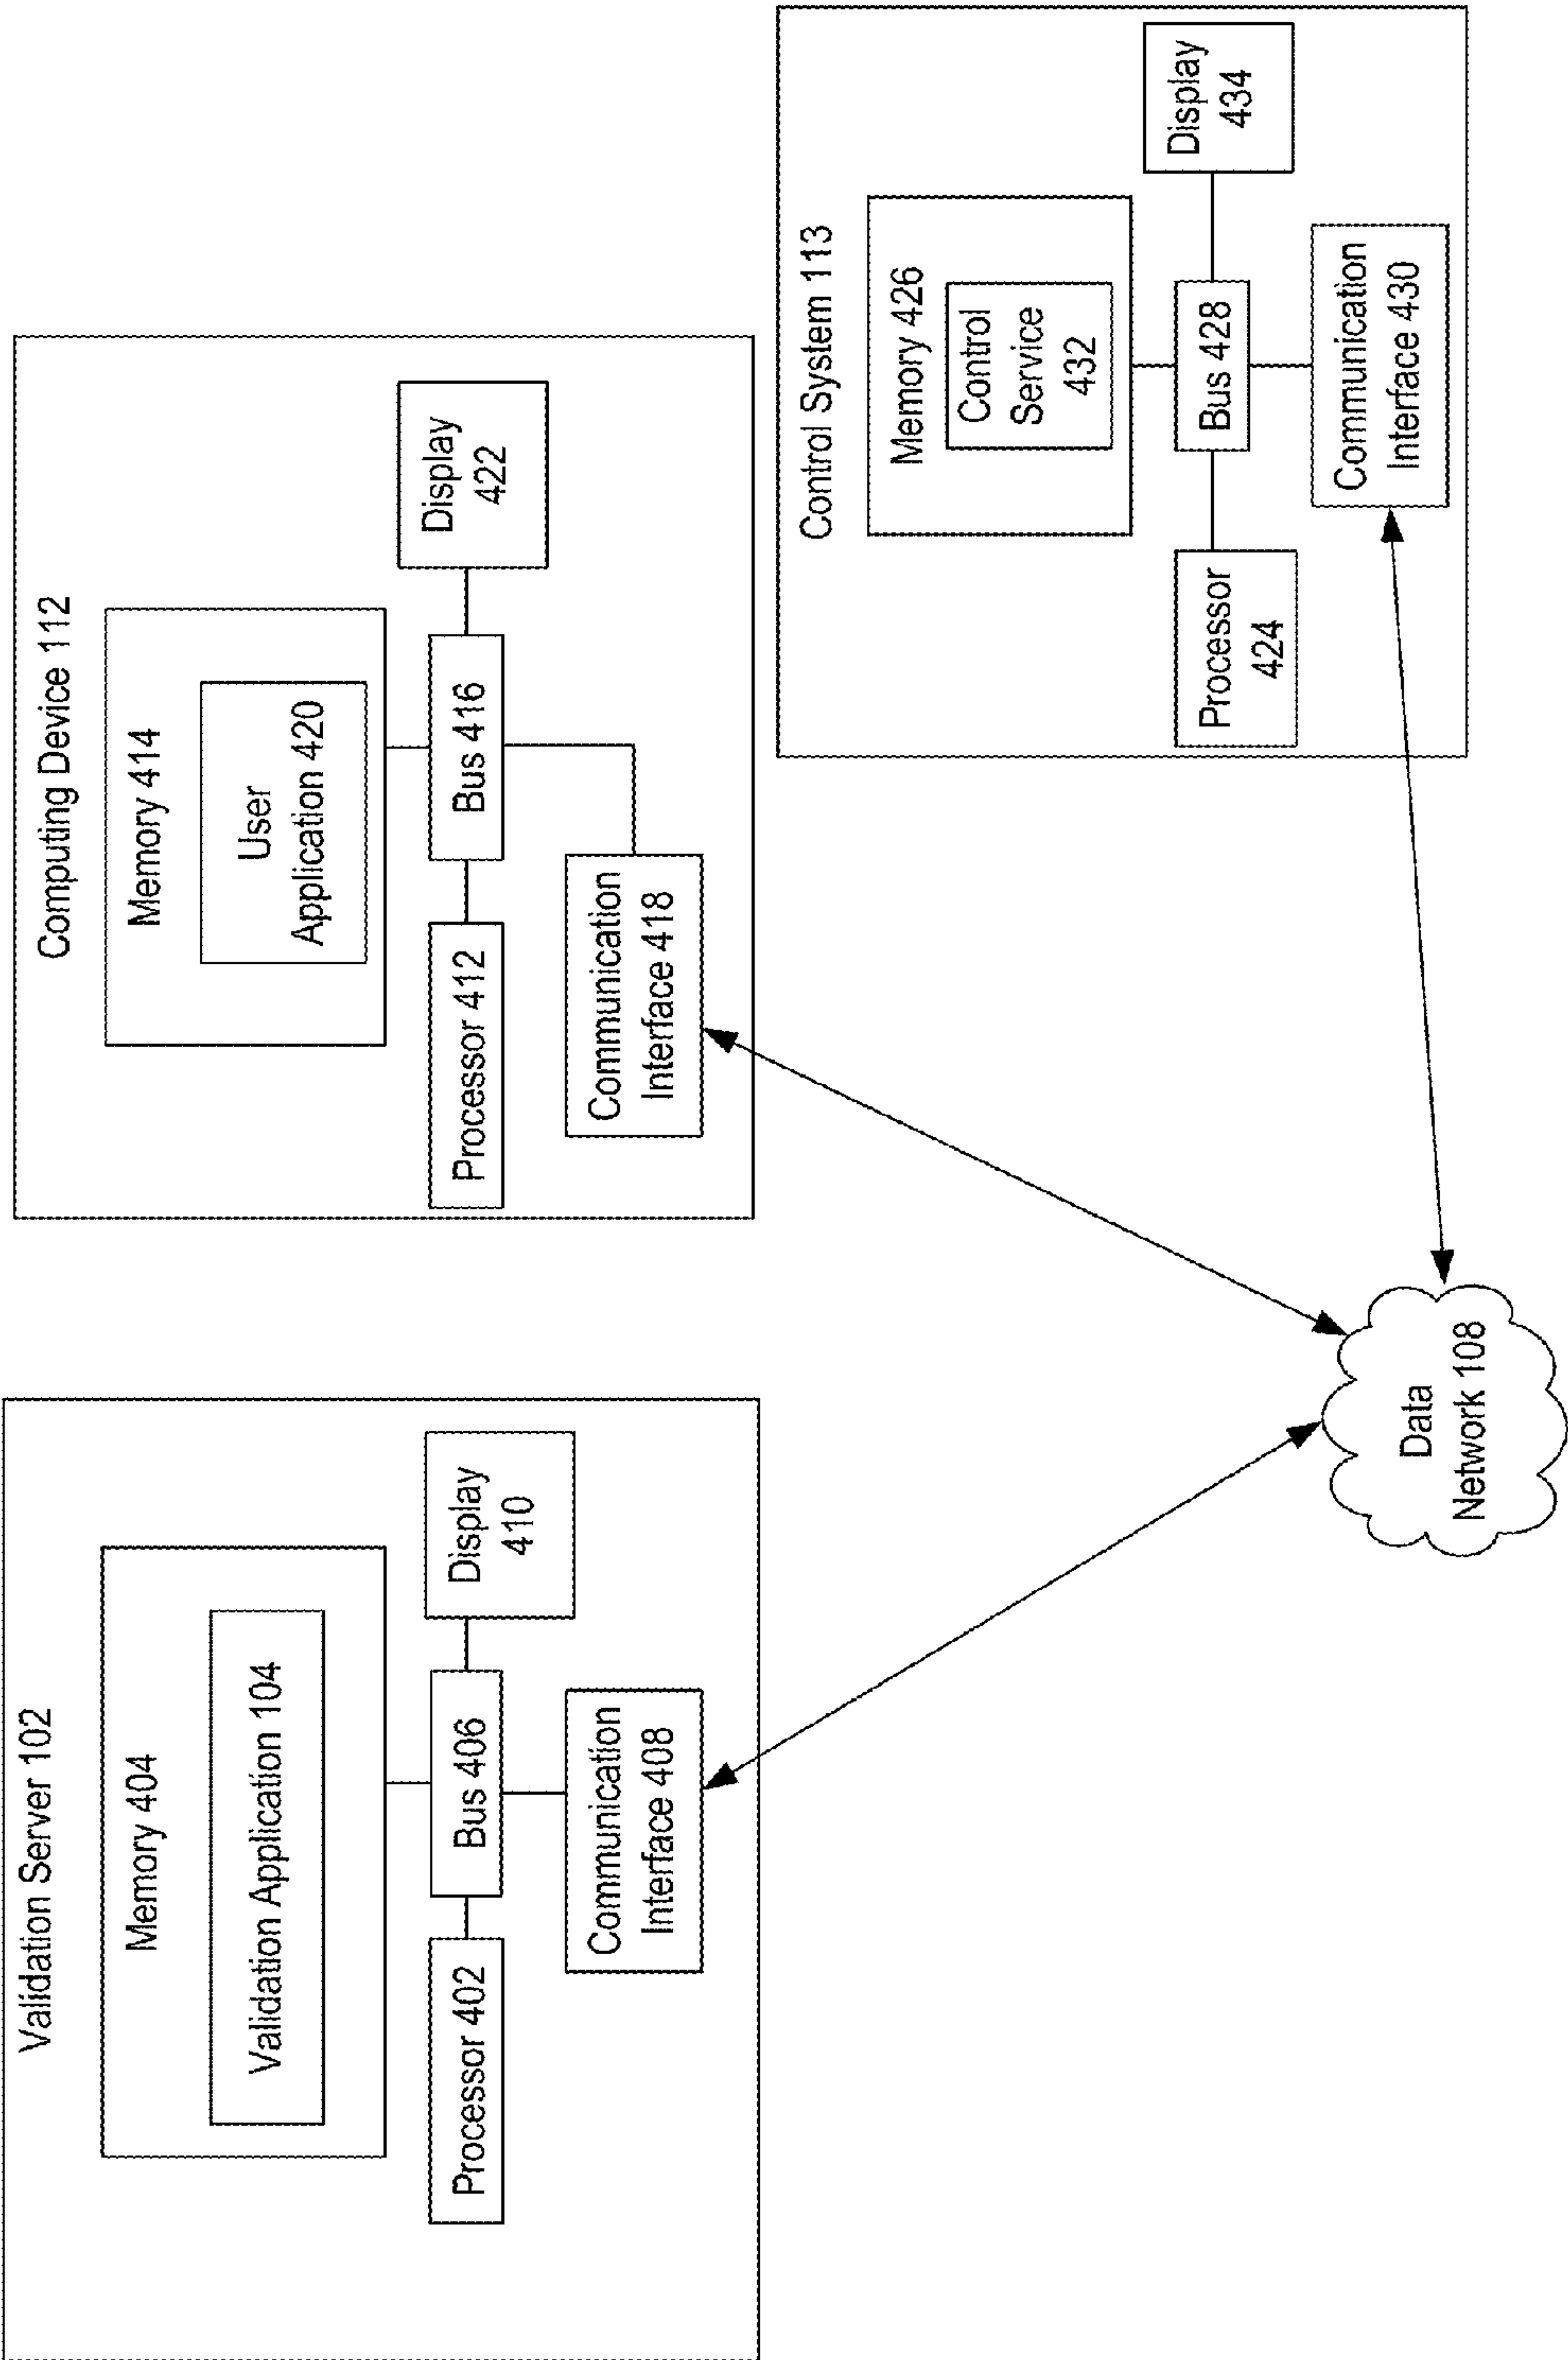 Validation Server 102
Memory 404
Validation Application 104
Processor 402
Bus 406
Display
410
Communication
Interface 408
Computing Device 112
Memory 414
User
Application 420
Processor 412
Bus 416
Display
422
Communication
Interface 418
Control System 113
Memory 426
Control
Service
432
Processor
424
Bus 428
Display
434
Communication
Interface 430
Data
Network 108